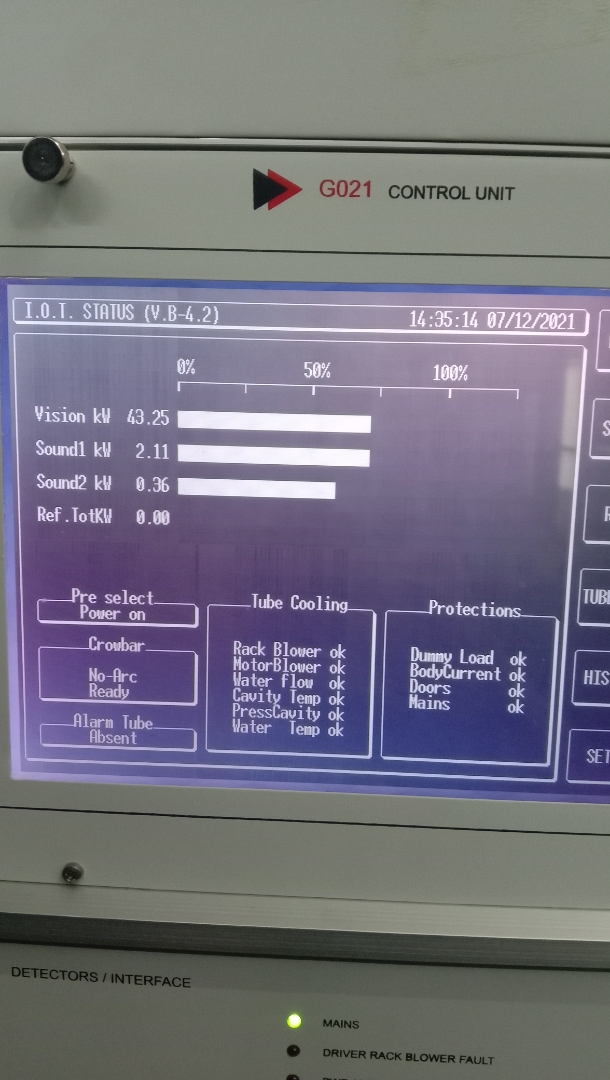 G021 CONTROL UNIT
I.O.T. STATUS (V.B-4.2) 14:35:14 07/12/2021
0% 50% 100%
Vision kW 43.25
Sound1 kW 2.11
Sound2 kW 0.36
Ref.TotKW 0.00
Pre select
Power on
Crowbar
No-Arc
Ready
Alarm Tube
Absent
Tube Cooling
Rack Blower ok
MotorBlower ok
Water flow ok
Cavity Temp ok
PressCavity ok
Water Temp ok
Protections
Dummy Load ok
BodyCurrent ok
Doors ok
Mains ok
TUB
HIS
SET
DETECTORS / INTERFACE
MAINS
DRIVER RACK BLOWER FAULT